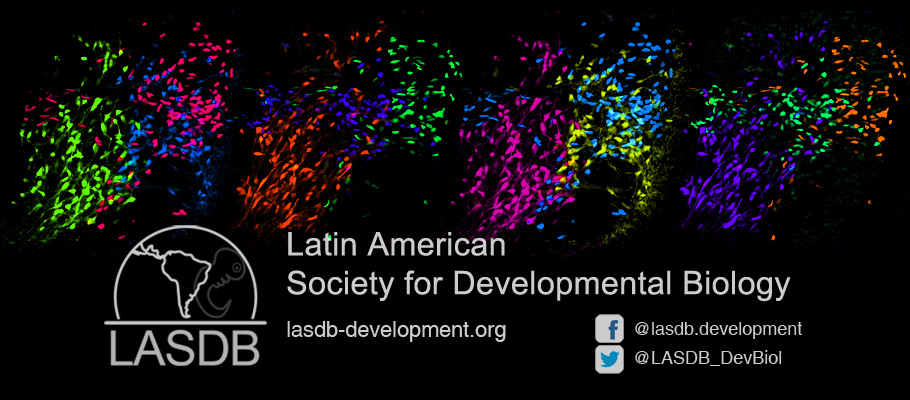 Latin American
Society for Developmental Biology
LASDB
lasdb-development.org
@lasdb.development
@LASDB_DevBiol